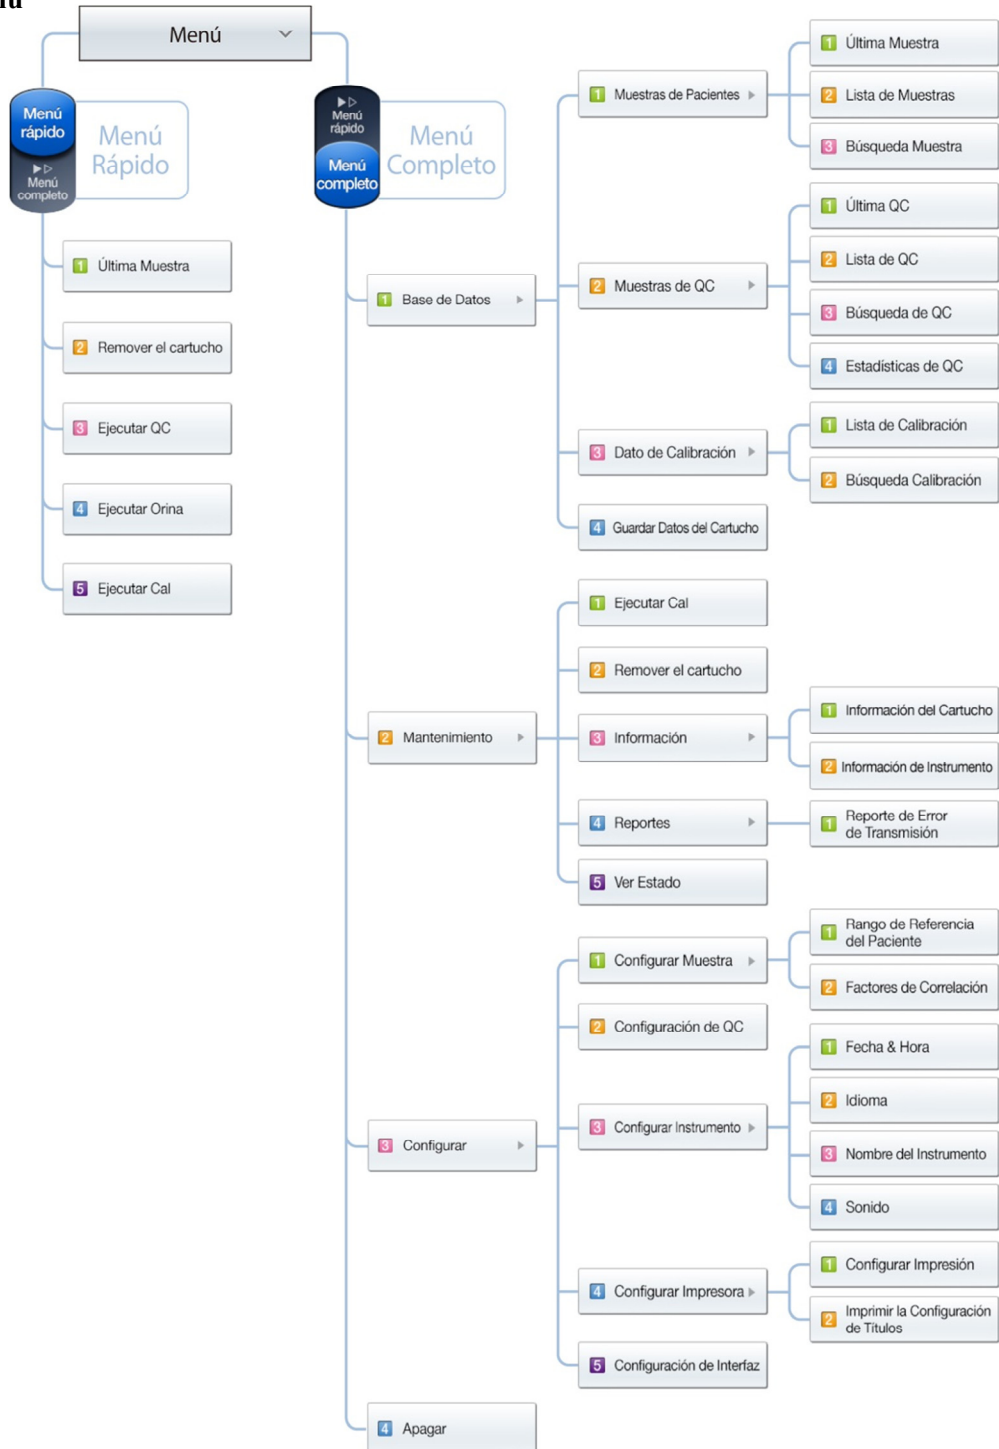 nu
Menú
Menú
rápido
Menú
completo
Menú
Rápido
1 Última Muestra
2 Remover el cartucho
3 Ejecutar QC
4 Ejecutar Orina
5 Ejecutar Cal
Menú
rápido
Menú
completo
Menú
Completo
1 Base de Datos
1 Muestras de Pacientes
1 Última Muestra
2 Lista de Muestras
3 Búsqueda Muestra
2 Muestras de QC
1 Última QC
2 Lista de QC
3 Búsqueda de QC
4 Estadísticas de QC
3 Dato de Calibración
1 Lista de Calibración
2 Búsqueda Calibración
4 Guardar Datos del Cartucho
2 Mantenimiento
1 Ejecutar Cal
2 Remover el cartucho
3 Información
1 Información del Cartucho
2 Información de Instrumento
4 Reportes
1 Reporte de Error
de Transmisión
5 Ver Estado
3 Configurar
1 Configurar Muestra
1 Rango de Referencia
del Paciente
2 Factores de Correlación
2 Configuración de QC
3 Configurar Instrumento
1 Fecha & Hora
2 Idioma
3 Nombre del Instrumento
4 Sonido
4 Configurar Impresora
1 Configurar Impresión
2 Imprimir la Configuración
de Títulos
5 Configuración de Interfaz
4 Apagar